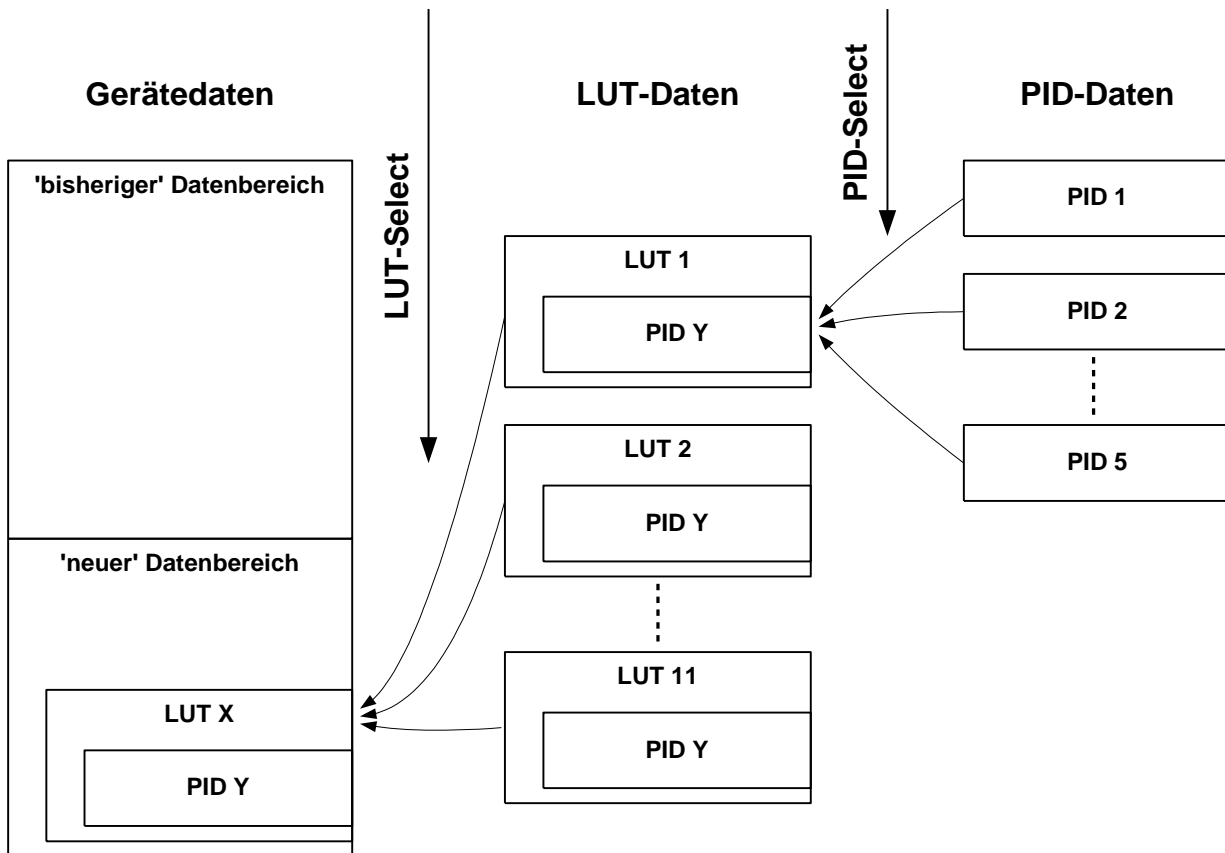 Gerätedaten
LUT-Daten
PID-Daten
LUT-Select
PID-Select
'bisheriger' Datenbereich
'neuer' Datenbereich
LUT X
PID Y
LUT 1
PID Y
LUT 2
PID Y
LUT 11
PID Y
PID 1
PID 2
PID 5